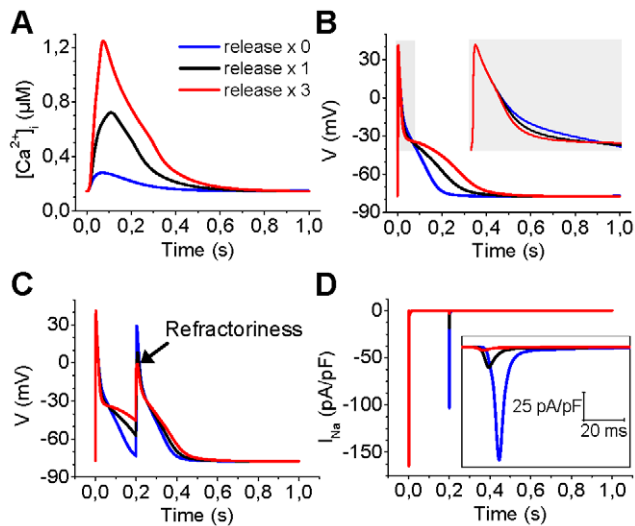 A
[Ca²⁺]ᵢ (µM)
1,2
0,8
0,4
0,0
release x 0
release x 1
release x 3
0,0 0,2 0,4 0,6 0,8 1,0
Time (s)
B
V (mV)
30
0
-30
-60
-90
0,0 0,2 0,4 0,6 0,8 1,0
Time (s)
C
V (mV)
30
0
-30
-60
-90
Refractoriness
0,0 0,2 0,4 0,6 0,8 1,0
Time (s)
D
I_Na (pA/pF)
0
-50
-100
-150
25 pA/pF
20 ms
0,0 0,2 0,4 0,6 0,8 1,0
Time (s)